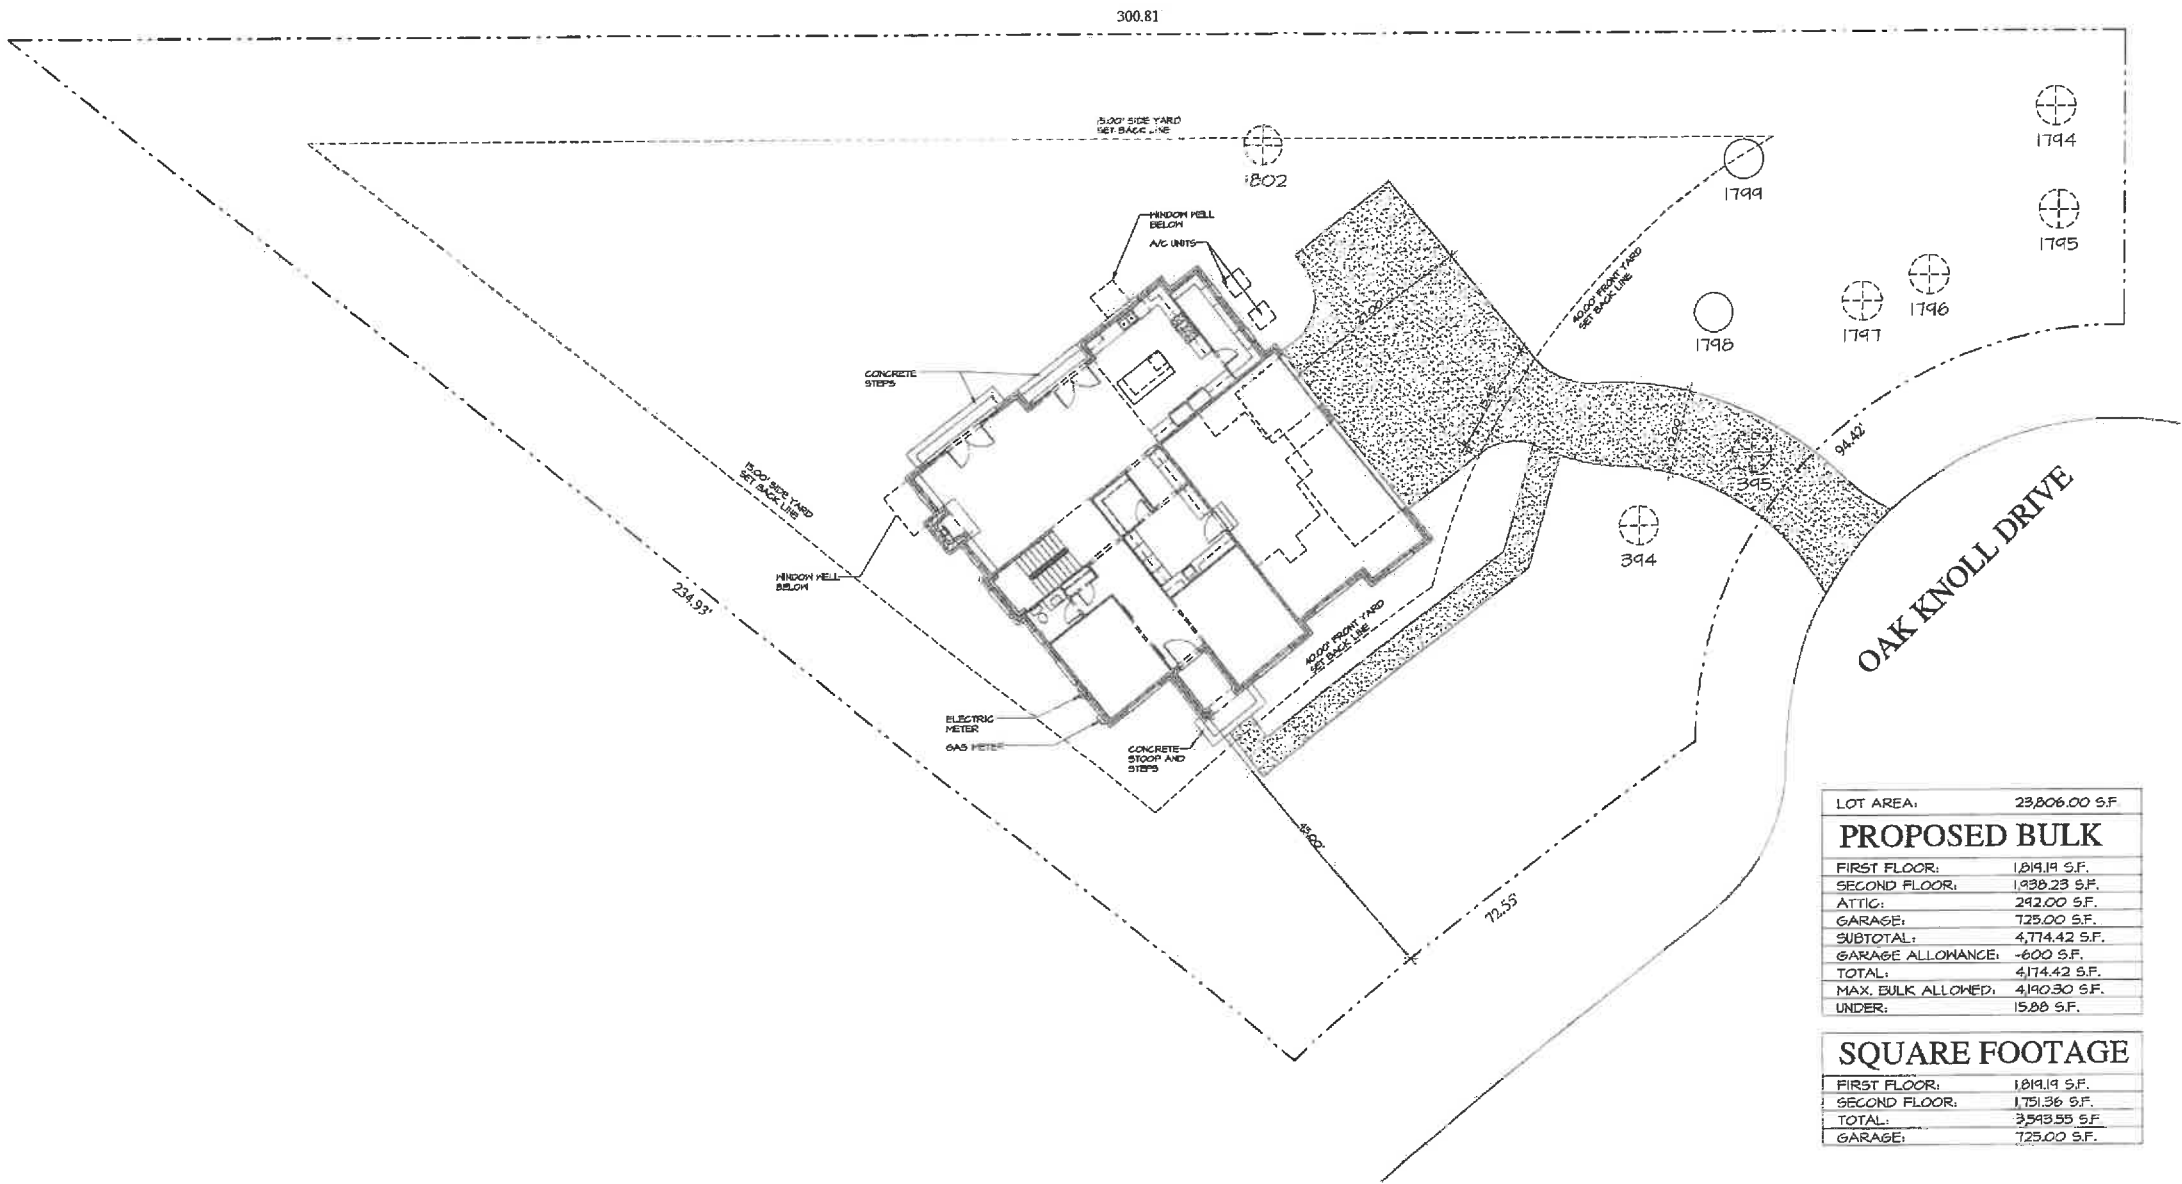 300.81
15.00' SIDE YARD
SET BACK LINE
1794
1802
1799
WINDOW WELL
BELOW
1795
A/C UNITS
40.00' FRONT YARD
SET BACK LINE
1796
1797
1798
CONCRETE
STEPS
94.42'
395
15.00' SIDE YARD
SET BACK LINE
OAK KNOLL DRIVE
394
WINDOW WELL
BELOW
234.93'
40.00' FRONT YARD
SET BACK LINE
ELECTRIC
METER
GAS METER
CONCRETE
STOOP AND
STEPS
45.00'
72.55'
LOT AREA: 23,806.00 S.F.
PROPOSED BULK
FIRST FLOOR: 1,819.19 S.F.
SECOND FLOOR: 1,938.23 S.F.
ATTIC: 292.00 S.F.
GARAGE: 725.00 S.F.
SUBTOTAL: 4,774.42 S.F.
GARAGE ALLOWANCE: -600 S.F.
TOTAL: 4,174.42 S.F.
MAX. BULK ALLOWED: 4,190.30 S.F.
UNDER: 15.88 S.F.
SQUARE FOOTAGE
FIRST FLOOR: 1,819.19 S.F.
SECOND FLOOR: 1,751.36 S.F.
TOTAL: 3,593.55 S.F.
GARAGE: 725.00 S.F.